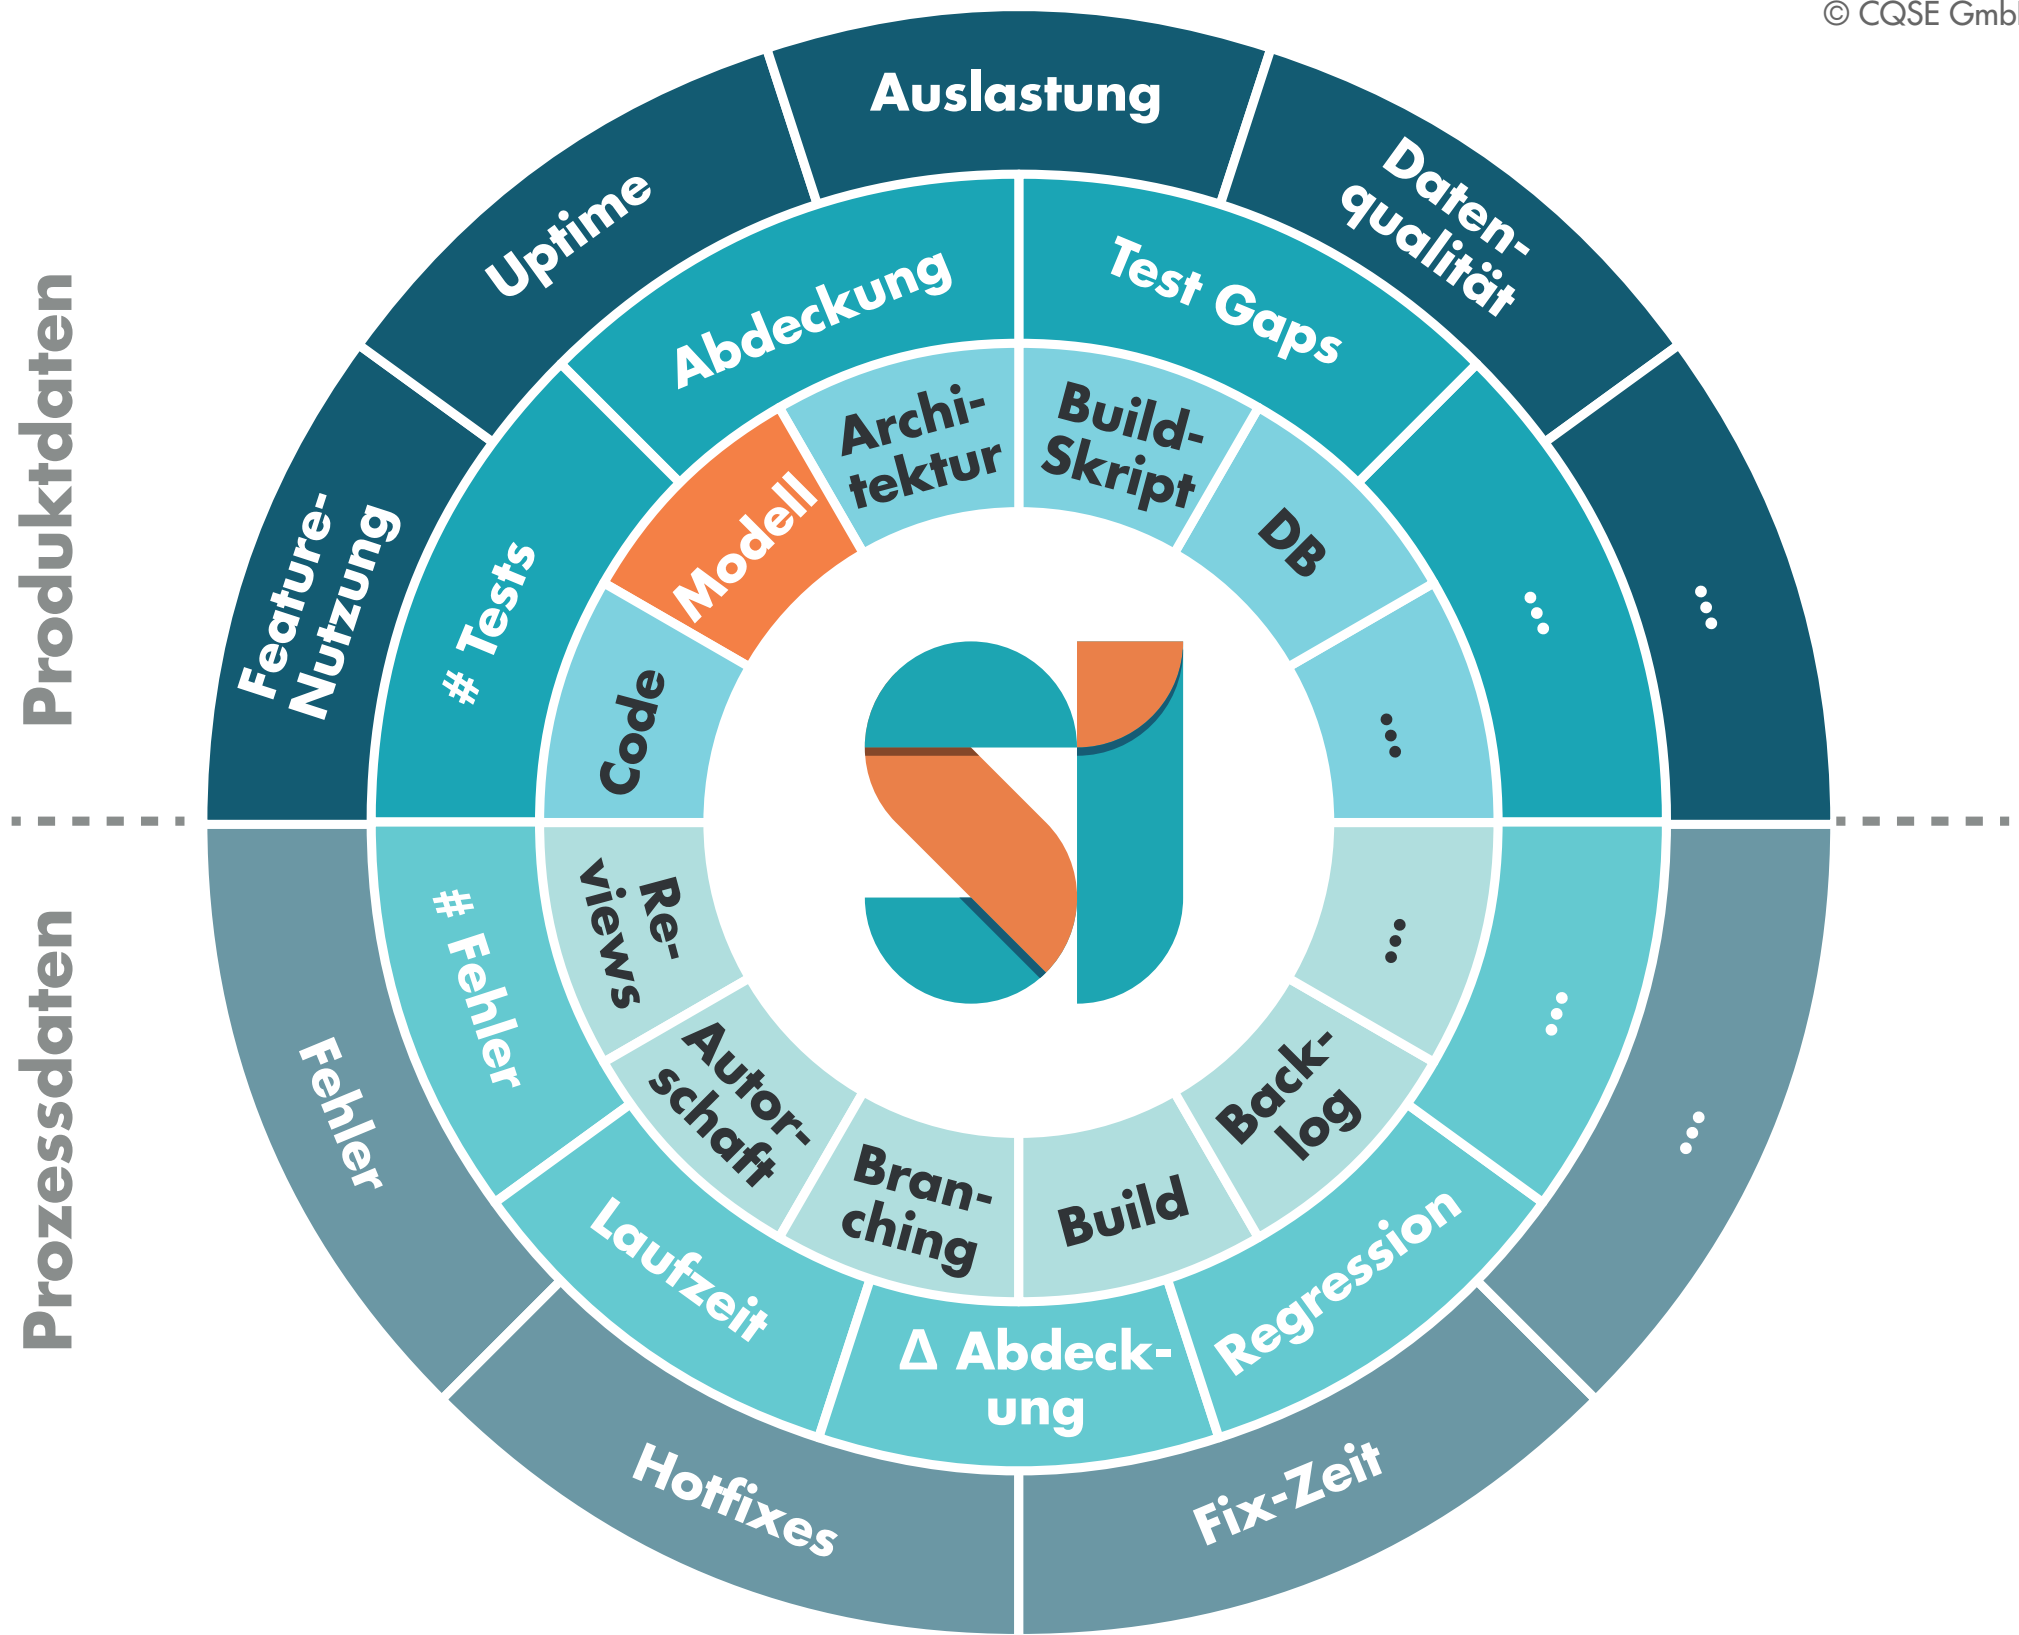 © CQSE Gmb
Produktdaten
Prozessdaten
Feature-
Nutzung
Uptime
Auslastung
Daten-
qualität
...
# Tests
Abdeckung
Test Gaps
...
Code
Modell
Archi-
tektur
Build-
Skript
DB
...
Re-
views
Autor-
schaft
Bran-
ching
Build
Back-
log
...
# Fehler
Laufzeit
Δ Abdeck-
ung
Regression
...
Fehler
Hotfixes
Fix-Zeit
...